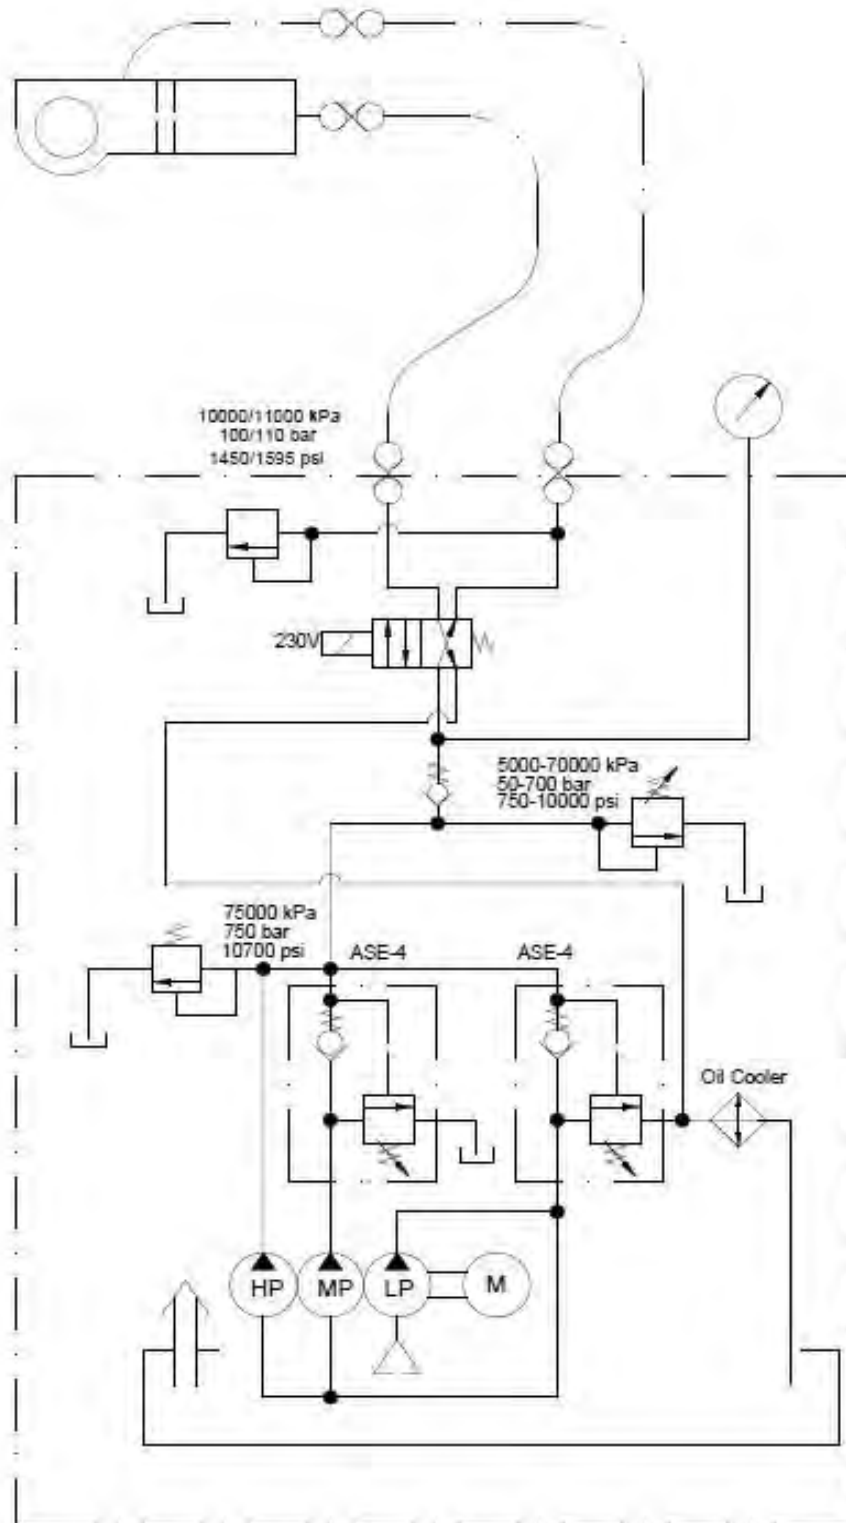 10000/11000 kPa
100/110 bar
1450/1595 psi
230V
5000-70000 kPa
50-700 bar
750-10000 psi
75000 kPa
750 bar
10700 psi
ASE-4
ASE-4
Oil Cooler
HP
MP
LP
M